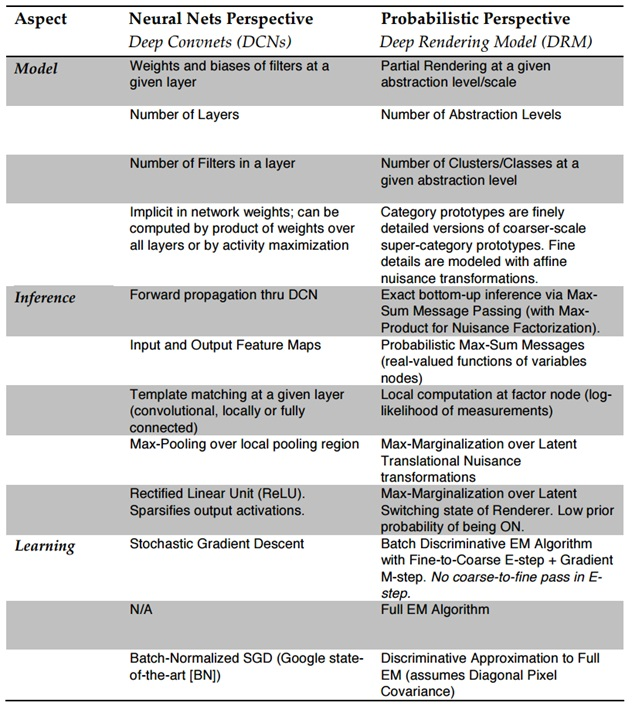 Aspect Neural Nets Perspective Probabilistic Perspective
Deep Convnets (DCNs) Deep Rendering Model (DRM)
Model Weights and biases of filters at a Partial Rendering at a given
given layer abstraction level/scale
Number of Layers Number of Abstraction Levels
Number of Filters in a layer Number of Clusters/Classes at a
given abstraction level
Implicit in network weights; can be Category prototypes are finely
computed by product of weights over detailed versions of coarser-scale
all layers or by activity maximization super-category prototypes. Fine
details are modeled with affine
nuisance transformations.
Inference Forward propagation thru DCN Exact bottom-up inference via Max-
Sum Message Passing (with Max-
Product for Nuisance Factorization).
Input and Output Feature Maps Probabilistic Max-Sum Messages
(real-valued functions of variables
nodes)
Template matching at a given layer Local computation at factor node (log-
(convolutional, locally or fully likelihood of measurements)
connected)
Max-Pooling over local pooling region Max-Marginalization over Latent
Translational Nuisance
transformations
Rectified Linear Unit (ReLU). Max-Marginalization over Latent
Sparsifies output activations. Switching state of Renderer. Low prior
probability of being ON.
Learning Stochastic Gradient Descent Batch Discriminative EM Algorithm
with Fine-to-Coarse E-step + Gradient
M-step. No coarse-to-fine pass in E-
step.
N/A Full EM Algorithm
Batch-Normalized SGD (Google state- Discriminative Approximation to Full
of-the-art [BN]) EM (assumes Diagonal Pixel
Covariance)